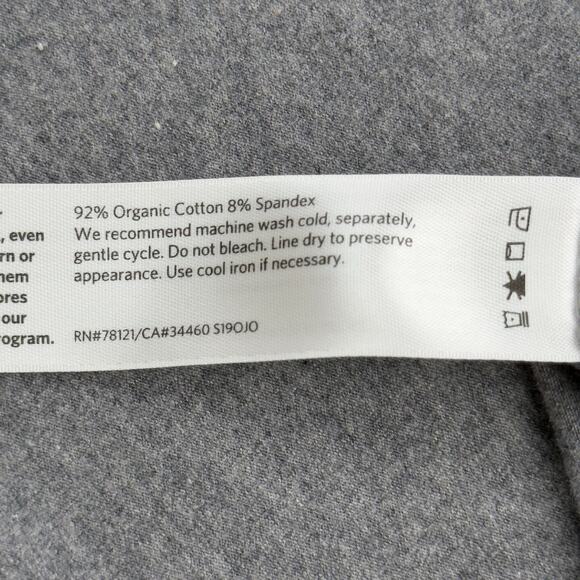 , even
rn or
hem
ores
our
ogram.
92% Organic Cotton 8% Spandex
We recommend machine wash cold, separately,
gentle cycle. Do not bleach. Line dry to preserve
appearance. Use cool iron if necessary.
RN#78121/CA#34460 S19OJO